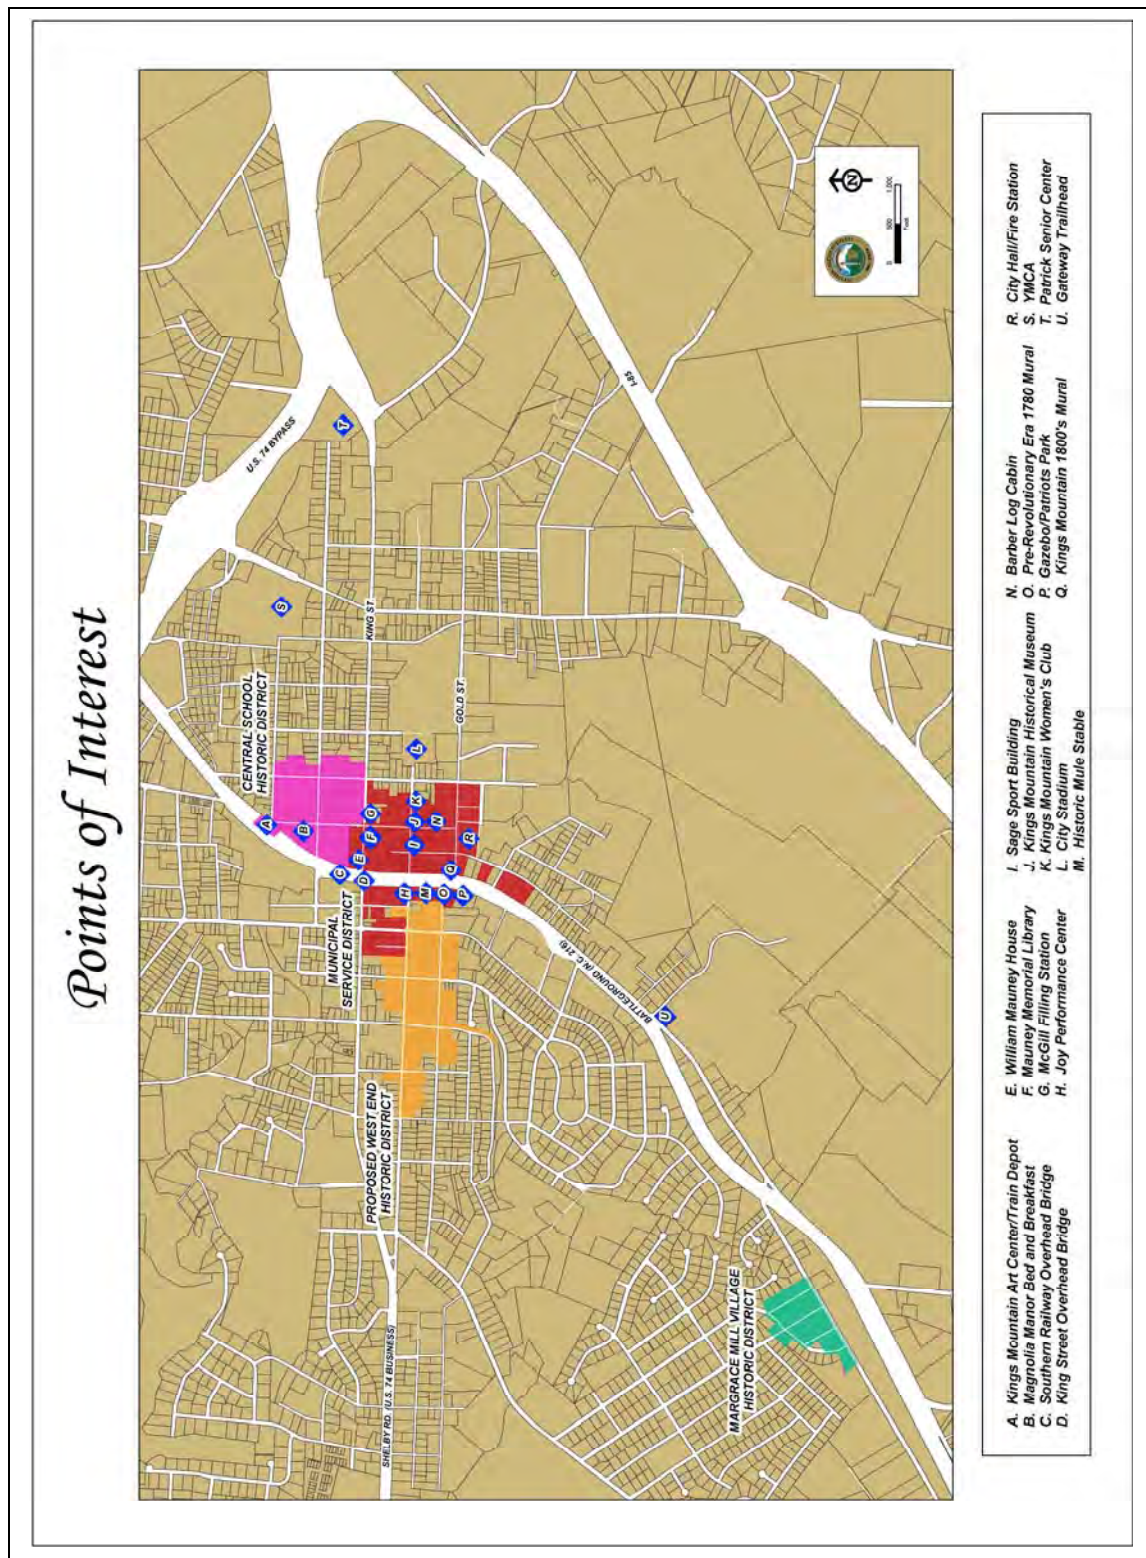 Points of Interest
CENTRAL SCHOOL
HISTORIC DISTRICT
MUNICIPAL
SERVICE DISTRICT
PROPOSED WEST END
HISTORIC DISTRICT
MARGRACE MILL VILLAGE
HISTORIC DISTRICT
U.S. 74 BYPASS
KING ST.
GOLD ST.
I-85
BATTLEGROUND (N.C. 216)
SHELBY RD. (U.S. 74 BUSINESS)
A
B
C
D
E
F
G
H
I
J
K
L
M
N
O
P
Q
R
S
T
U
N
0 500 1,000
Feet
A. Kings Mountain Art Center/Train Depot
B. Magnolia Manor Bed and Breakfast
C. Southern Railway Overhead Bridge
D. King Street Overhead Bridge
E. William Mauney House
F. Mauney Memorial Library
G. McGill Filling Station
H. Joy Performance Center
I. Sage Sport Building
J. Kings Mountain Historical Museum
K. Kings Mountain Women's Club
L. City Stadium
M. Historic Mule Stable
N. Barber Log Cabin
O. Pre-Revolutionary Era 1780 Mural
P. Gazebo/Patriots Park
Q. Kings Mountain 1800's Mural
R. City Hall/Fire Station
S. YMCA
T. Patrick Senior Center
U. Gateway Trailhead